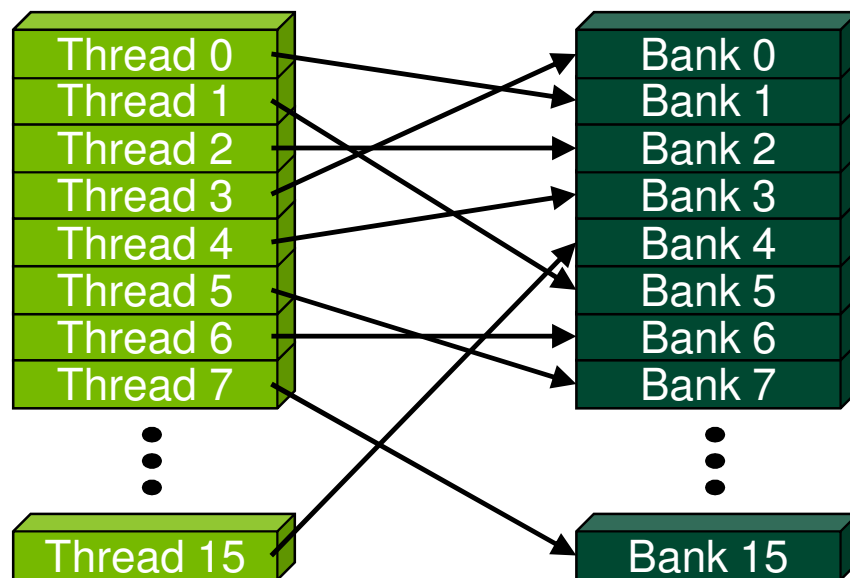 Thread 0
Thread 1
Thread 2
Thread 3
Thread 4
Thread 5
Thread 6
Thread 7
Thread 15
Bank 0
Bank 1
Bank 2
Bank 3
Bank 4
Bank 5
Bank 6
Bank 7
Bank 15